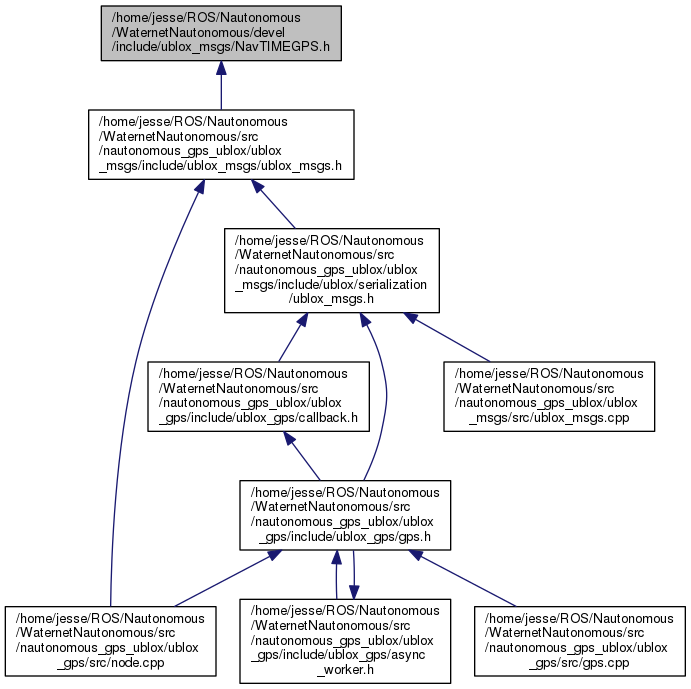 /home/jesse/ROS/Nautonomous
/WaternetNautonomous/devel
/include/ublox_msgs/NavTIMEGPS.h
/home/jesse/ROS/Nautonomous
/WaternetNautonomous/src
/nautonomous_gps_ublox/ublox
_msgs/include/ublox_msgs/ublox_msgs.h
/home/jesse/ROS/Nautonomous
/WaternetNautonomous/src
/nautonomous_gps_ublox/ublox
_msgs/include/ublox/serialization
/ublox_msgs.h
/home/jesse/ROS/Nautonomous
/WaternetNautonomous/src
/nautonomous_gps_ublox/ublox
_gps/include/ublox_gps/callback.h
/home/jesse/ROS/Nautonomous
/WaternetNautonomous/src
/nautonomous_gps_ublox/ublox
_msgs/src/ublox_msgs.cpp
/home/jesse/ROS/Nautonomous
/WaternetNautonomous/src
/nautonomous_gps_ublox/ublox
_gps/include/ublox_gps/gps.h
/home/jesse/ROS/Nautonomous
/WaternetNautonomous/src
/nautonomous_gps_ublox/ublox
_gps/src/node.cpp
/home/jesse/ROS/Nautonomous
/WaternetNautonomous/src
/nautonomous_gps_ublox/ublox
_gps/include/ublox_gps/async
_worker.h
/home/jesse/ROS/Nautonomous
/WaternetNautonomous/src
/nautonomous_gps_ublox/ublox
_gps/src/gps.cpp